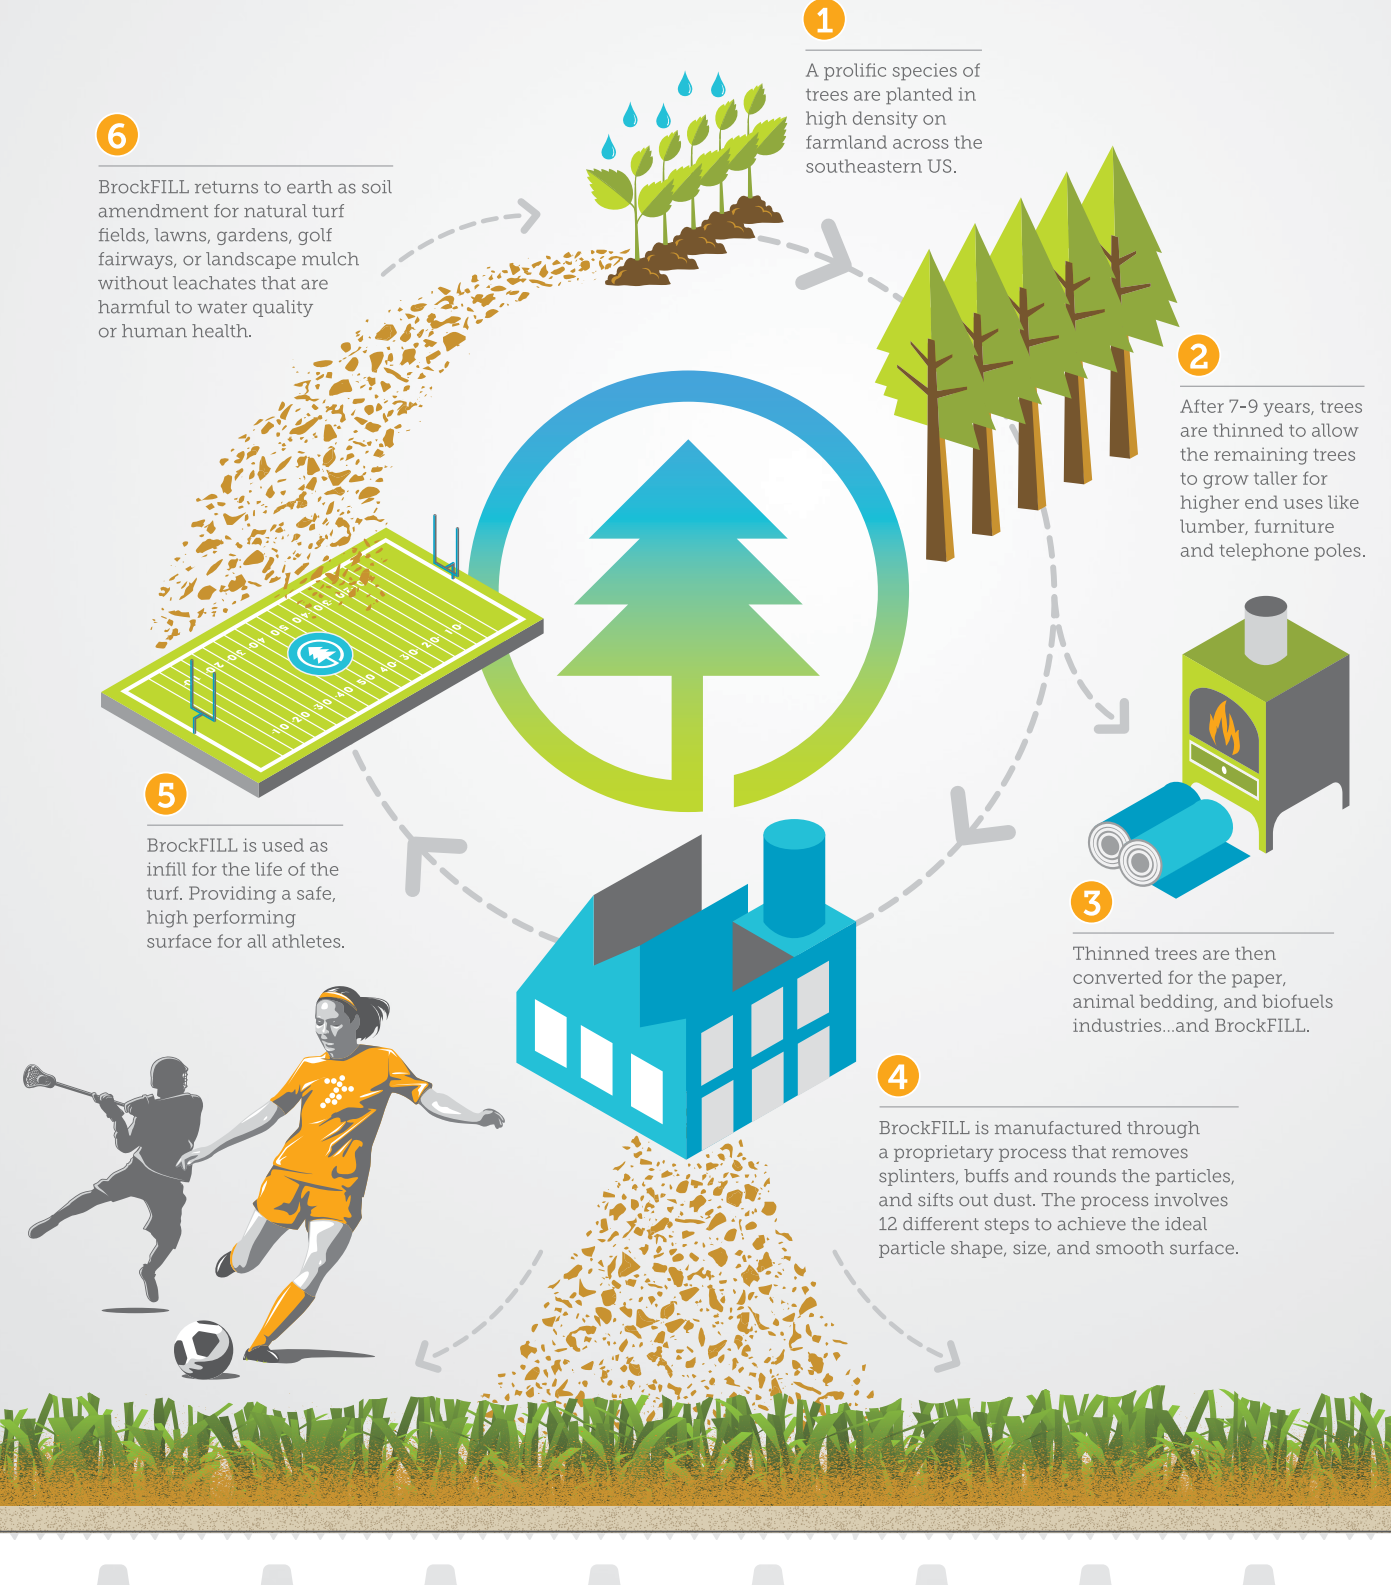 1
A prolific species of
trees are planted in
high density on
farmland across the
southeastern US.
6
BrockFILL returns to earth as soil
amendment for natural turf
fields, lawns, gardens, golf
fairways, or landscape mulch
without leachates that are
harmful to water quality
or human health.
2
After 7-9 years, trees
are thinned to allow
the remaining trees
to grow taller for
higher end uses like
lumber, furniture
and telephone poles.
5
BrockFILL is used as
infill for the life of the
turf. Providing a safe,
high performing
surface for all athletes.
3
Thinned trees are then
converted for the paper,
animal bedding, and biofuels
industries...and BrockFILL.
4
BrockFILL is manufactured through
a proprietary process that removes
splinters, buffs and rounds the particles,
and sifts out dust. The process involves
12 different steps to achieve the ideal
particle shape, size, and smooth surface.